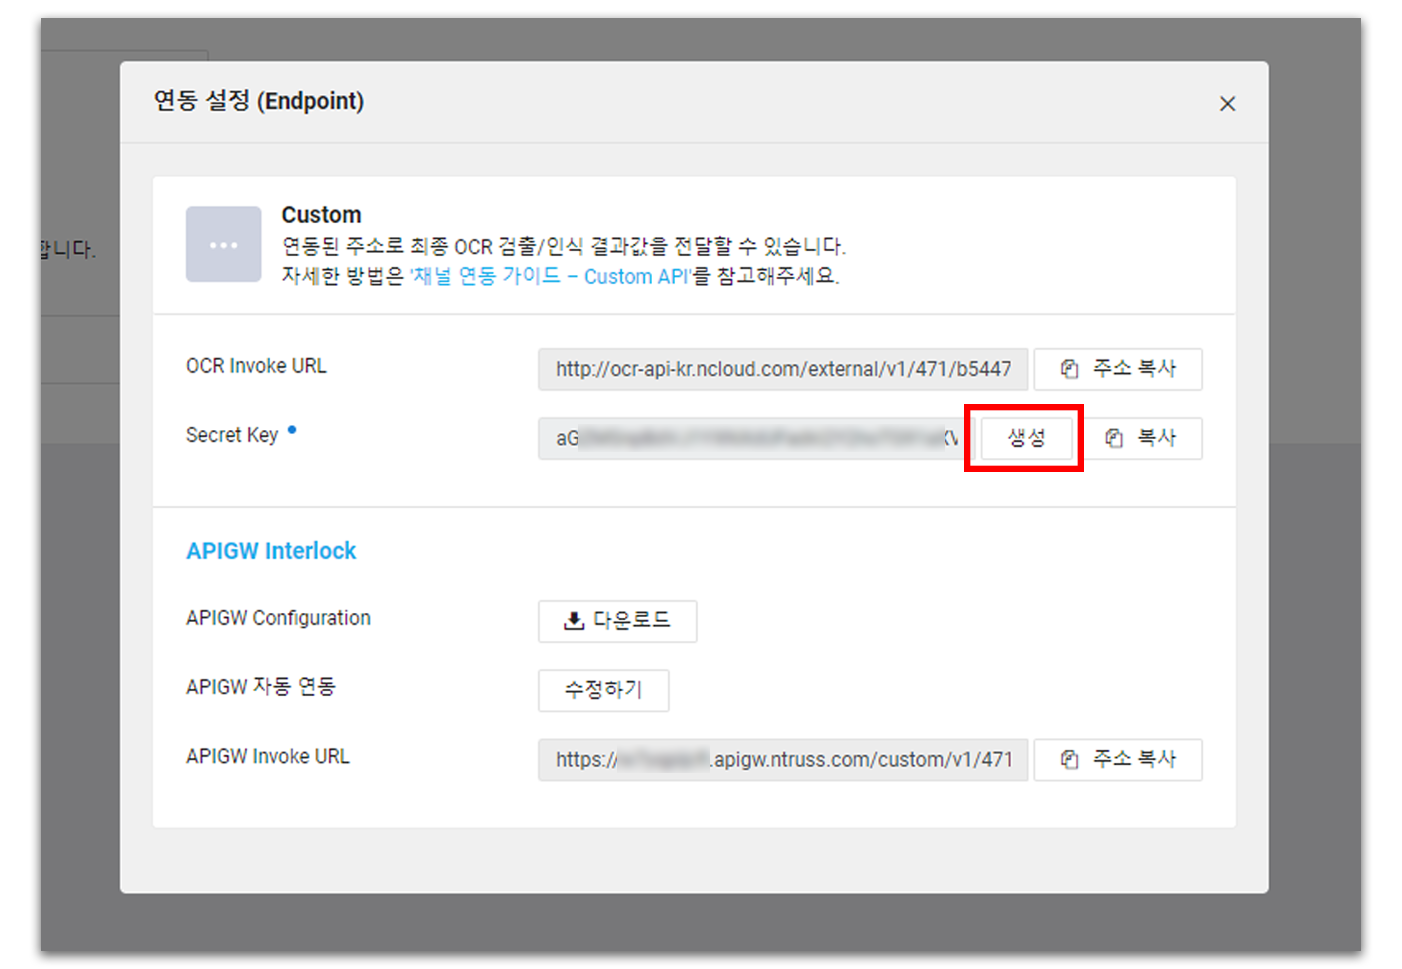 연동 설정 (Endpoint)
합니다.
Custom
연동된 주소로 최종 OCR 검출/인식 결과값을 전달할 수 있습니다.
자세한 방법은 '채널 연동 가이드 – Custom API'를 참고해주세요.
OCR Invoke URL http://ocr-api-kr.ncloud.com/external/v1/471/b5447 주소 복사
Secret Key aG 생성 복사
APIGW Interlock
APIGW Configuration 다운로드
APIGW 자동 연동 수정하기
APIGW Invoke URL https:// .apigw.ntruss.com/custom/v1/471 주소 복사